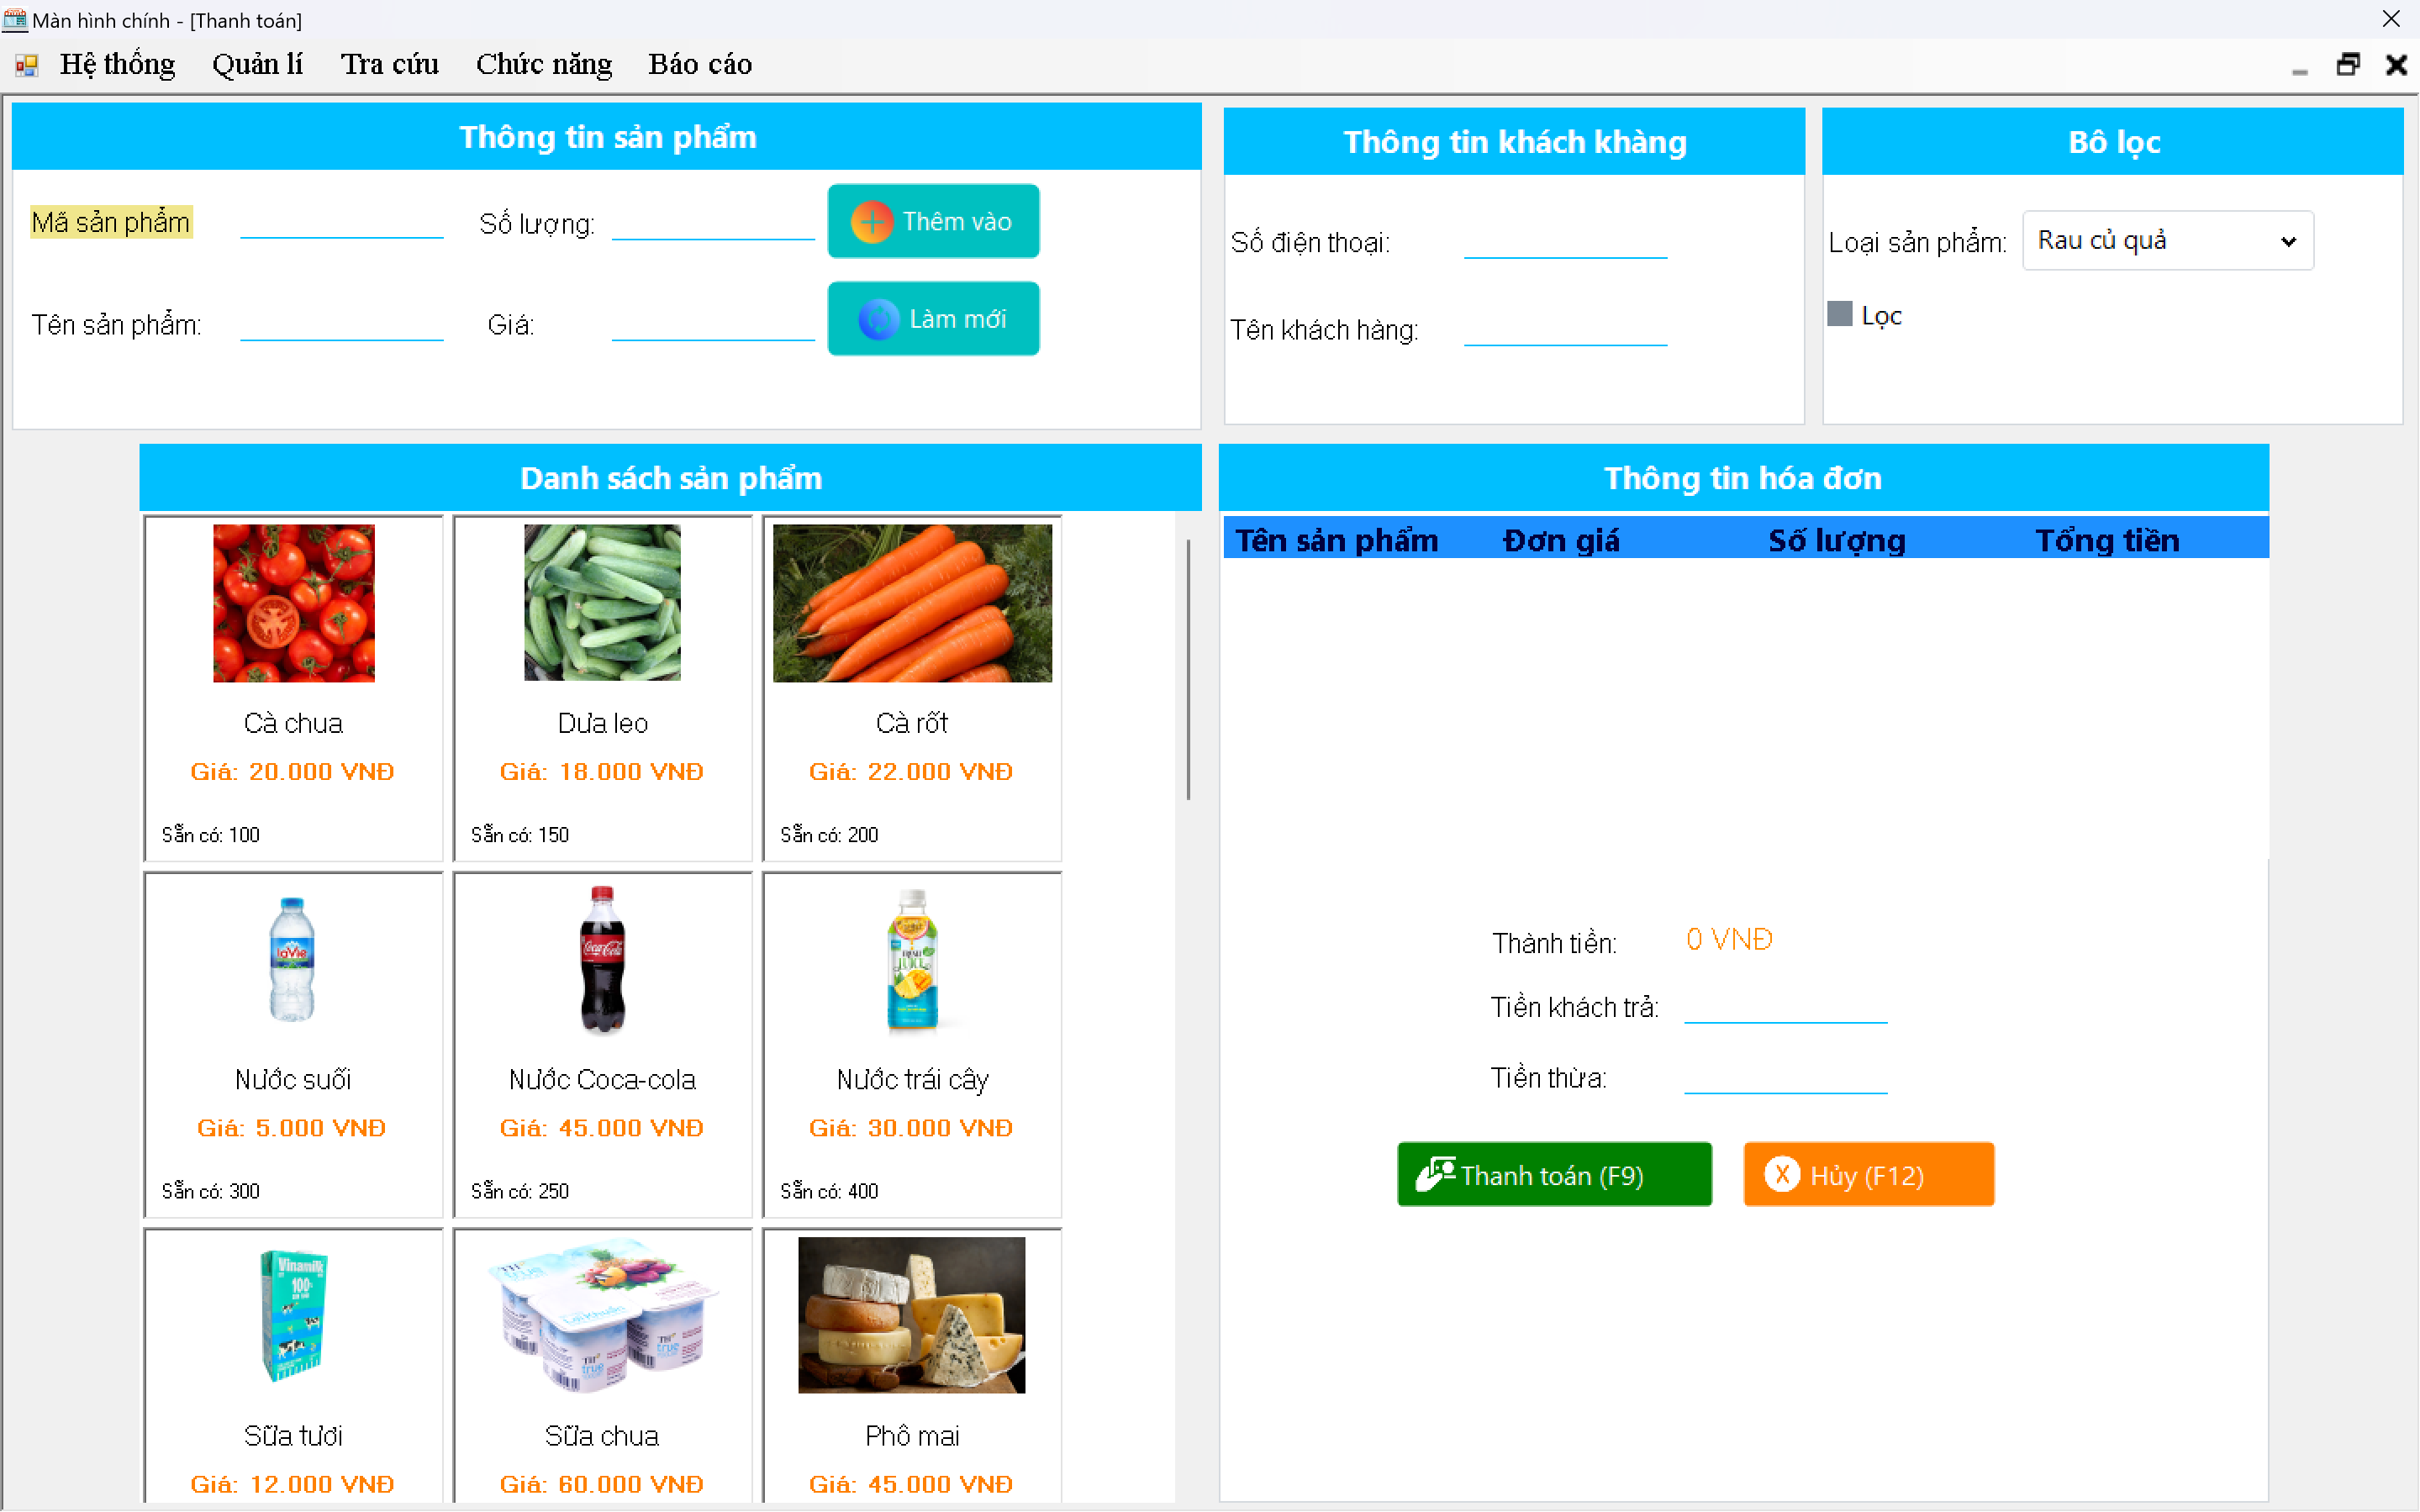 Màn hình chính - [Thanh toán]
Hệ thống Quản lí Tra cứu Chức năng Báo cáo
Thông tin sản phẩm
Mã sản phẩm
Số lượng:
Thêm vào
Tên sản phẩm:
Giá:
Làm mới
Thông tin khách khàng
Số điện thoại:
Tên khách hàng:
Bô lọc
Loại sản phẩm: Rau củ quả
Lọc
Danh sách sản phẩm
Cà chua
Giá: 20.000 VNĐ
Sẵn có: 100
Dưa leo
Giá: 18.000 VNĐ
Sẵn có: 150
Cà rốt
Giá: 22.000 VNĐ
Sẵn có: 200
laVie
Nước suối
Giá: 5.000 VNĐ
Sẵn có: 300
Coca-Cola
Nước Coca-cola
Giá: 45.000 VNĐ
Sẵn có: 250
JUICE
Nước trái cây
Giá: 30.000 VNĐ
Sẵn có: 400
Vinamilk
100%
Sữa tươi
Giá: 12.000 VNĐ
TH
true
Sữa chua
Giá: 60.000 VNĐ
Phô mai
Giá: 45.000 VNĐ
Thông tin hóa đơn
Tên sản phẩm Đơn giá Số lượng Tổng tiền
Thành tiền: 0 VNĐ
Tiền khách trả:
Tiền thừa:
Thanh toán (F9)
X Hủy (F12)